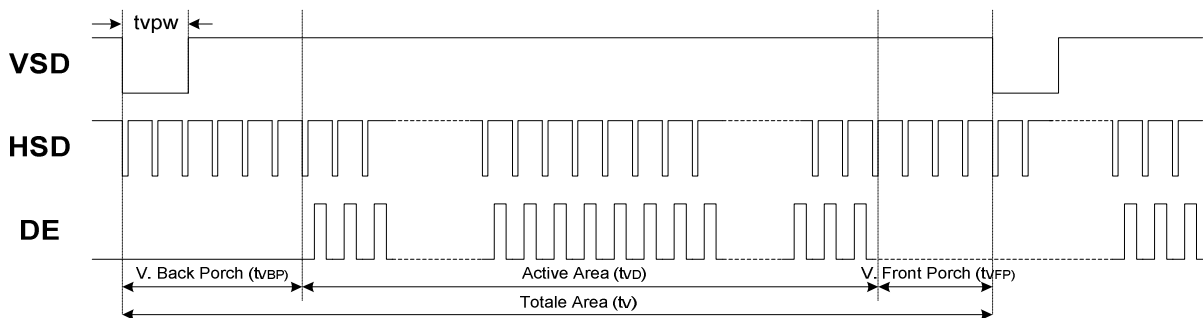 tvpw
VSD
HSD
DE
V. Back Porch (tVBP) Active Area (tVD) V. Front Porch (tVFP)
Totale Area (tV)